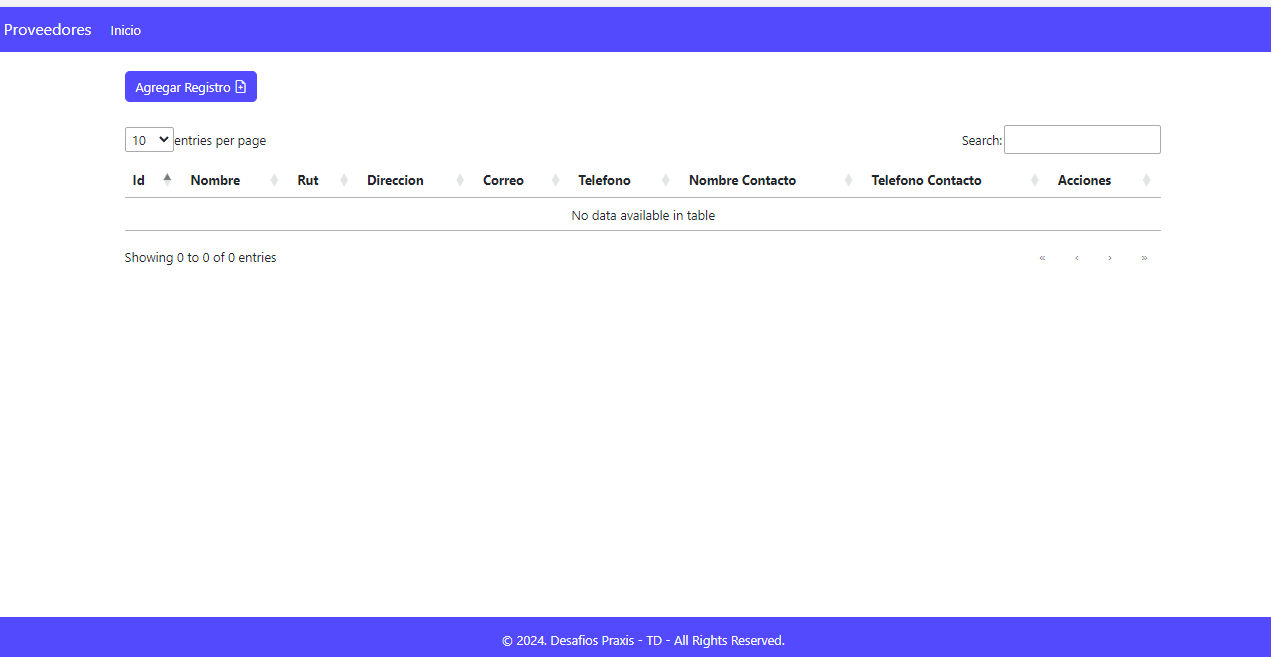 Proveedores Inicio
Agregar Registro
10 entries per page Search:
Id Nombre Rut Direccion Correo Telefono Nombre Contacto Telefono Contacto Acciones
No data available in table
Showing 0 to 0 of 0 entries « ‹ › »
© 2024. Desafios Praxis - TD - All Rights Reserved.